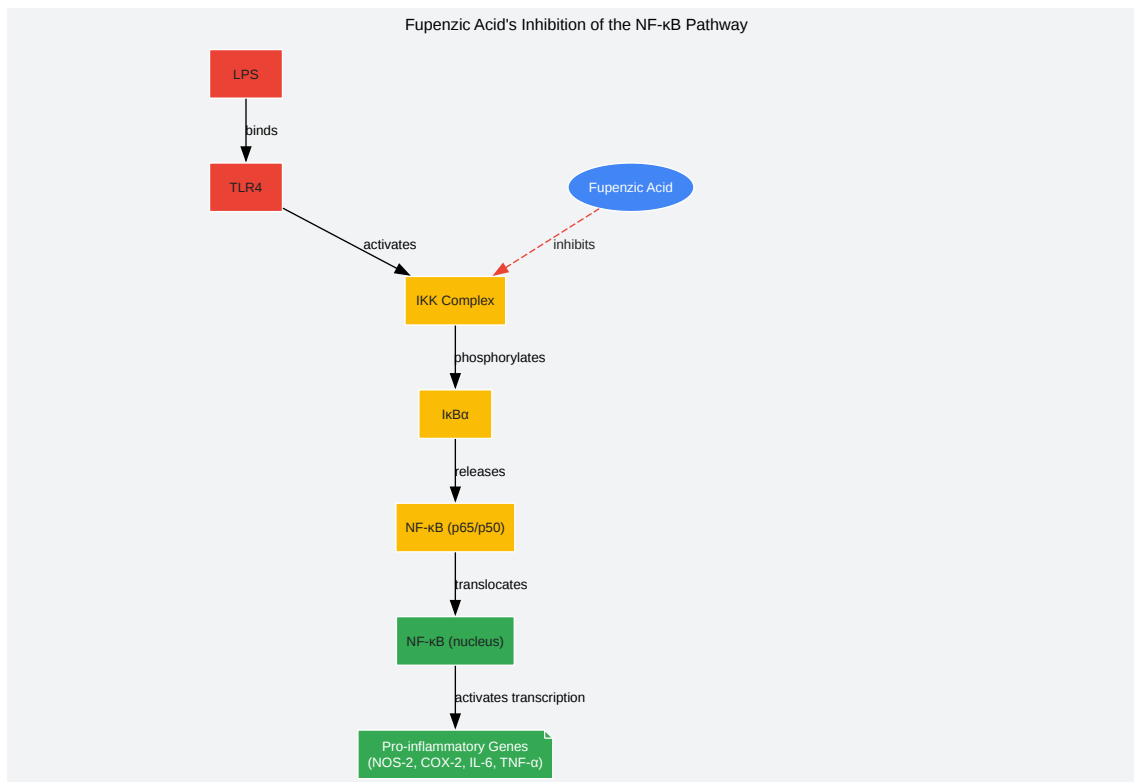 Fupenzic Acid's Inhibition of the NF-κB Pathway
LPS
binds
TLR4
Fupenzic Acid
activates
inhibits
IKK Complex
phosphorylates
IκBα
releases
NF-κB (p65/p50)
translocates
NF-κB (nucleus)
activates transcription
Pro-inflammatory Genes
(NOS-2, COX-2, IL-6, TNF-α)